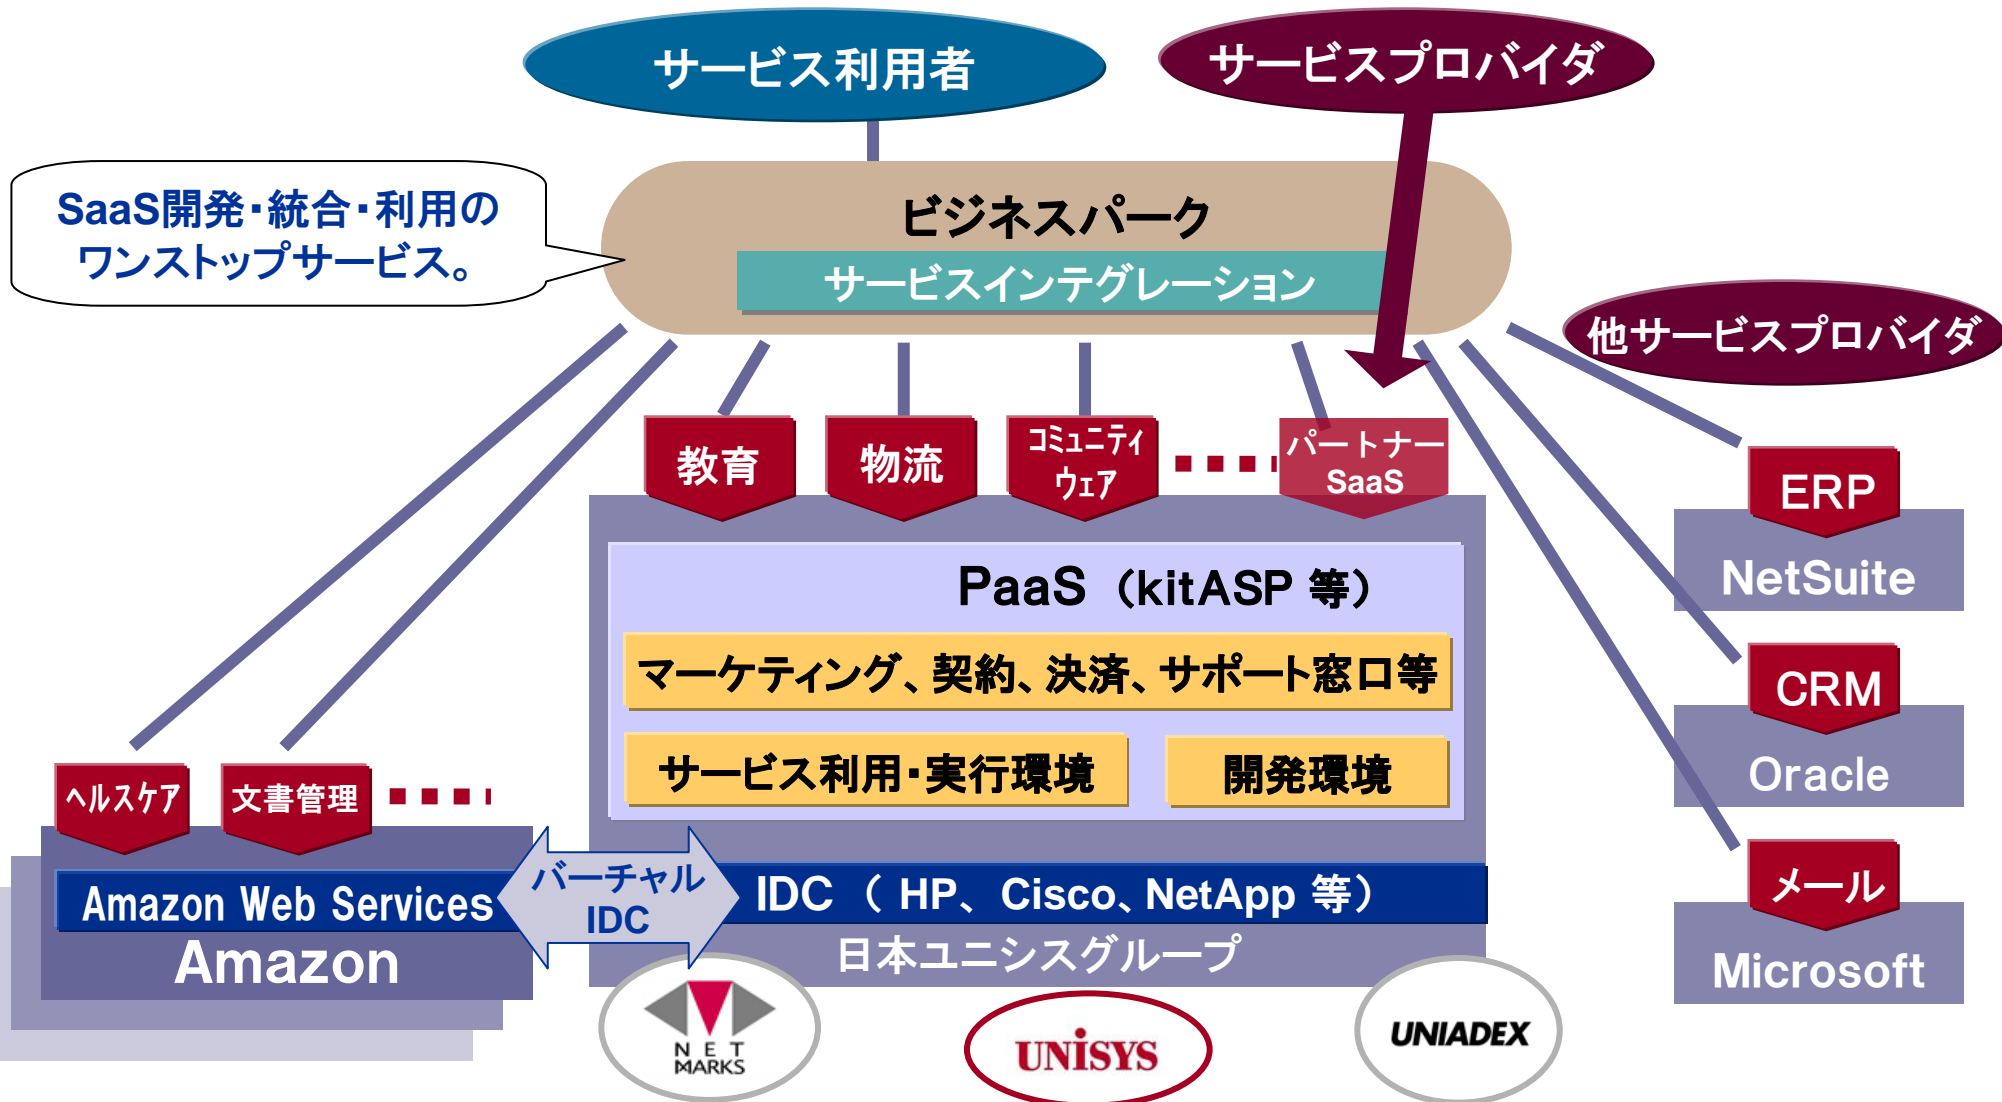 サービス利用者
サービスプロバイダ
SaaS開発・統合・利用の
ワンストップサービス。
ビジネスパーク
サービスインテグレーション
他サービスプロバイダ
教育
物流
コミュニティ
ウェア
パートナー
SaaS
ERP
NetSuite
PaaS（kitASP 等）
マーケティング、契約、決済、サポート窓口等
サービス利用・実行環境
開発環境
CRM
Oracle
ヘルスケア
文書管理
Amazon Web Services
Amazon
バーチャル
IDC
IDC（ HP、Cisco、NetApp 等）
日本ユニシスグループ
メール
Microsoft
NET
MARKS
UNISYS
UNIADEX